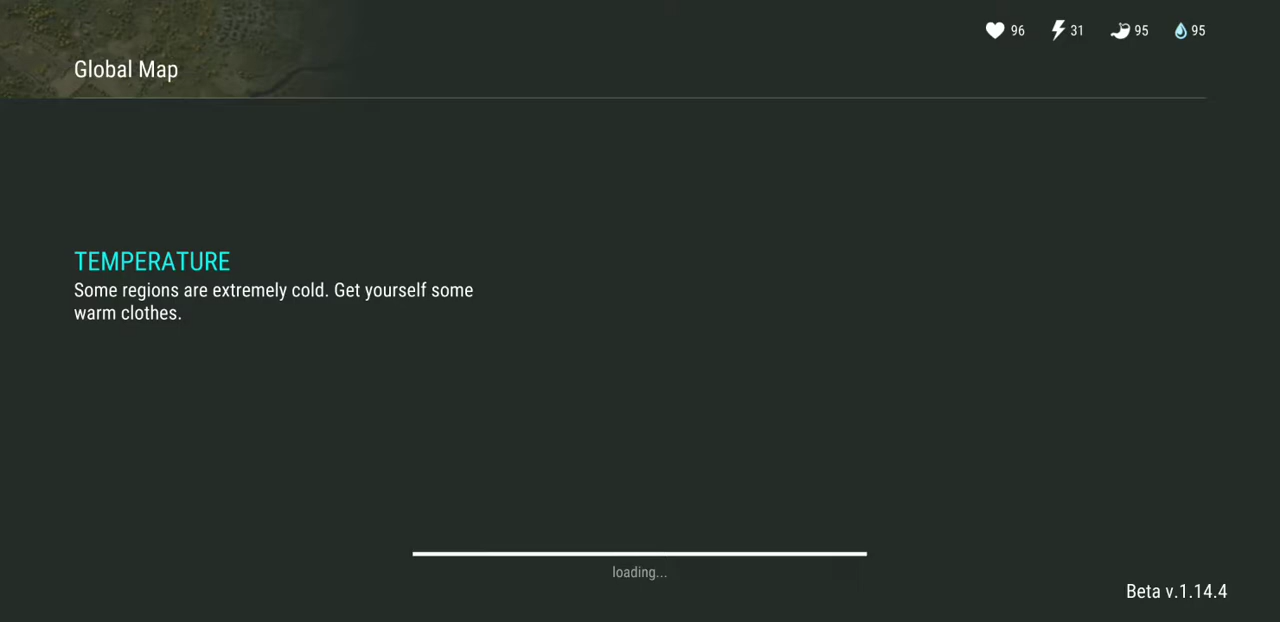 96 31 95 95
Global Map
TEMPERATURE
Some regions are extremely cold. Get yourself some
warm clothes.
loading...
Beta v.1.14.4